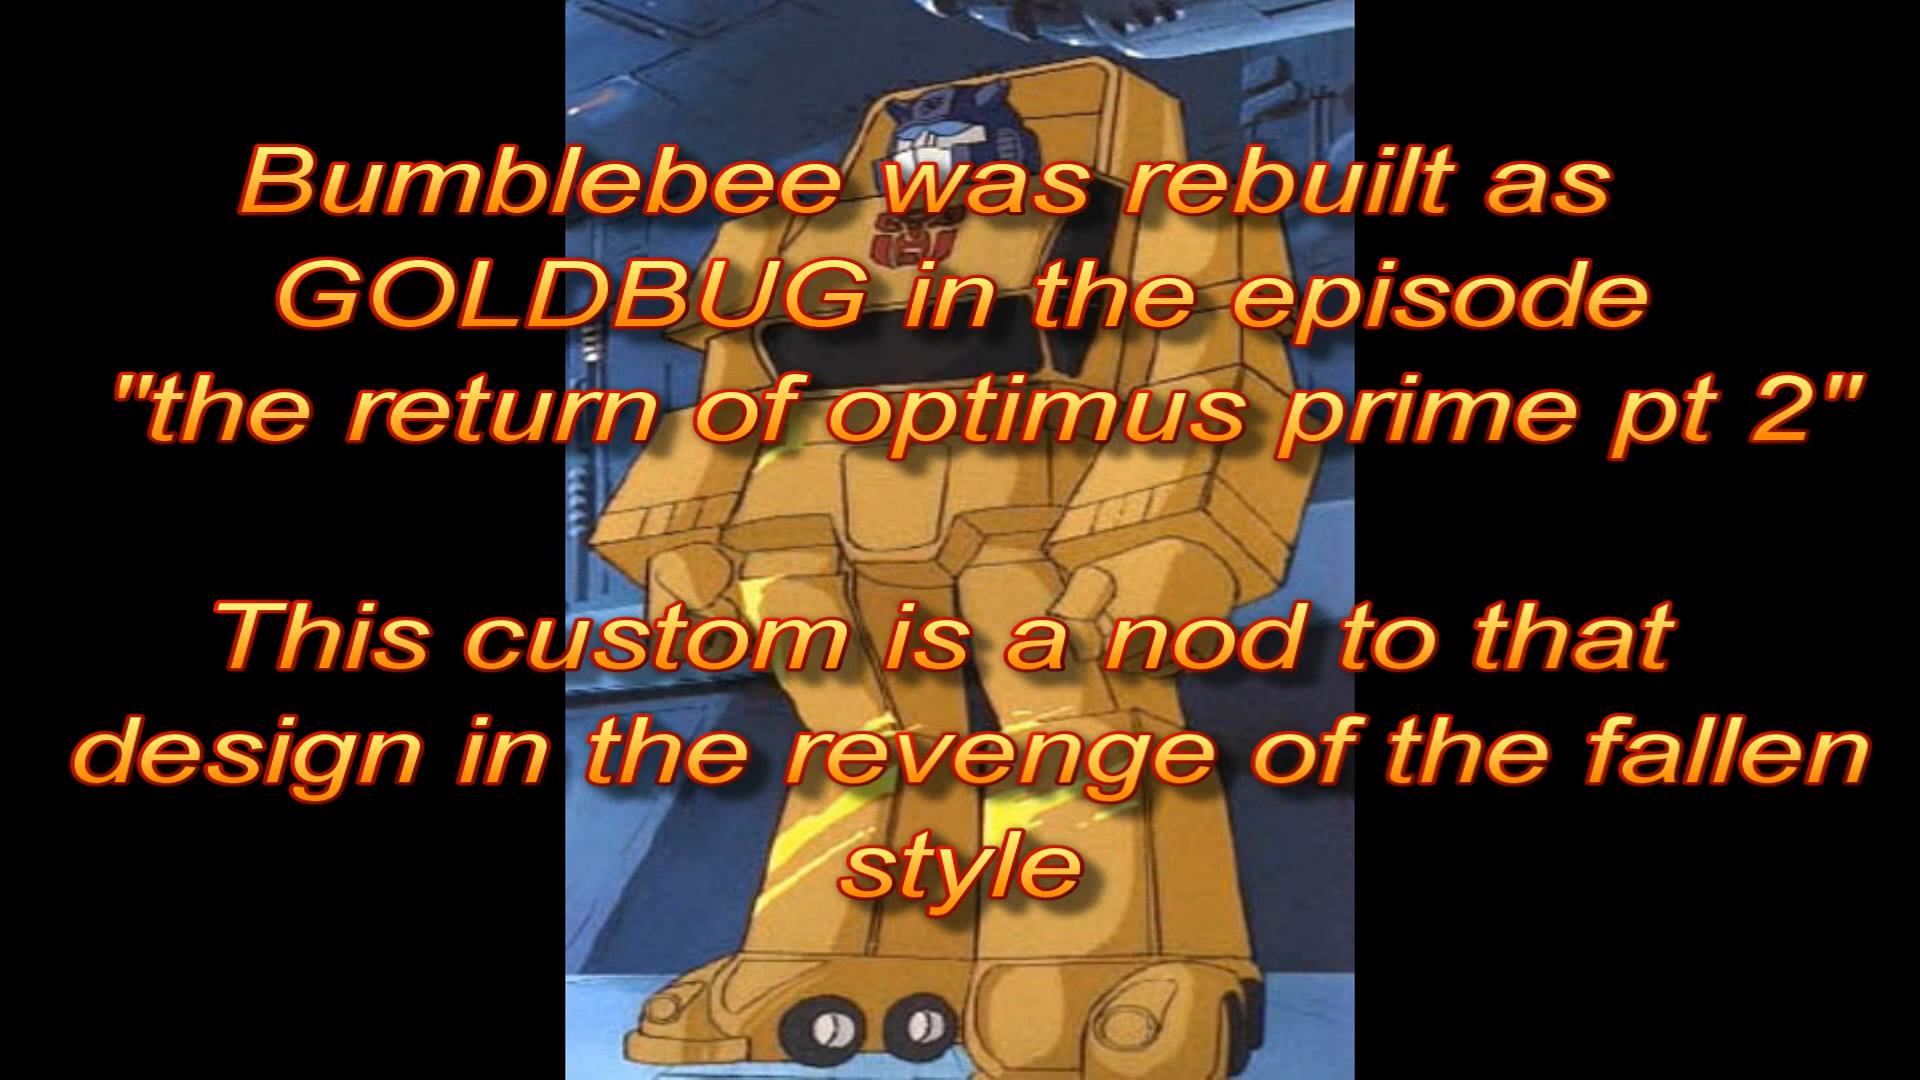 Bumblebee was rebuilt as
GOLDBUG in the episode
"the return of optimus prime pt 2"
This custom is a nod to that
design in the revenge of the fallen
style